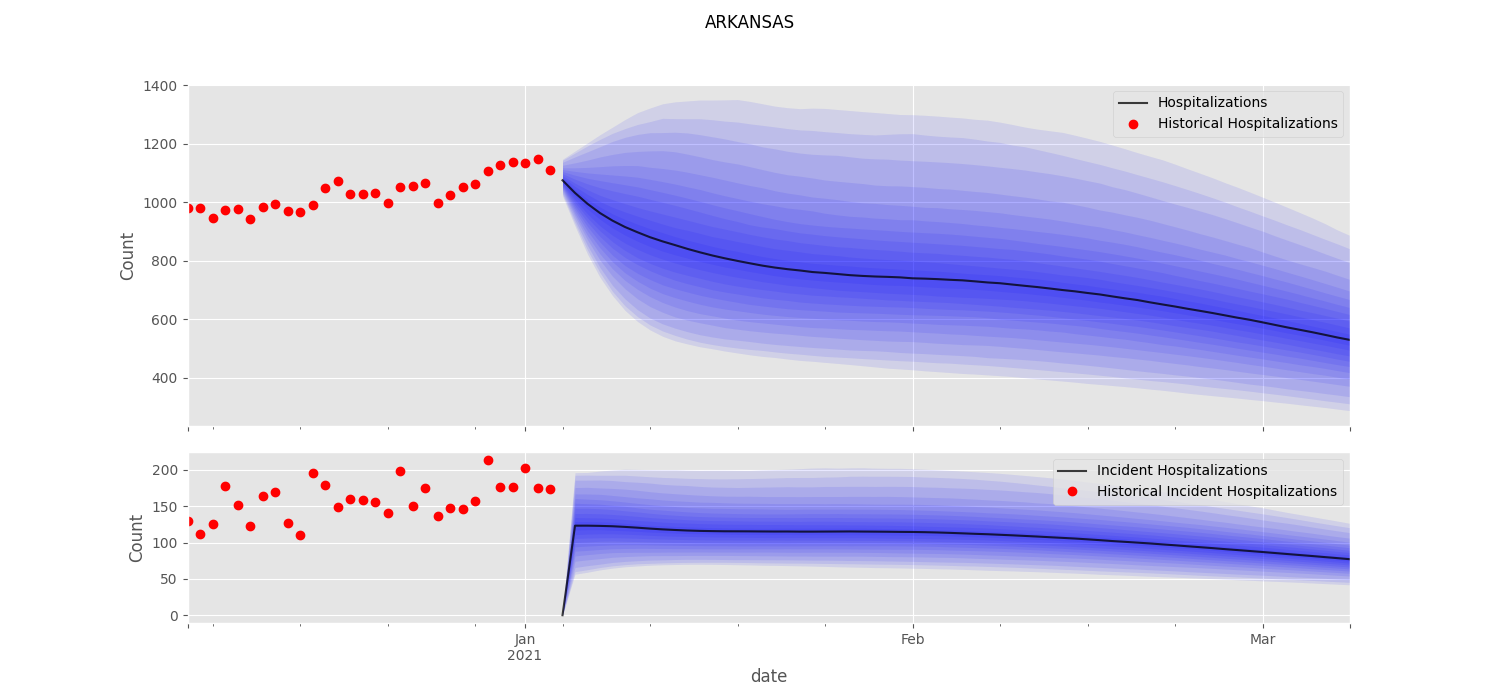 ARKANSAS
1400
1200
1000
800
600
400
Count
Hospitalizations
Historical Hospitalizations
200
150
100
50
0
Count
Incident Hospitalizations
Historical Incident Hospitalizations
Jan
2021
Feb
Mar
date